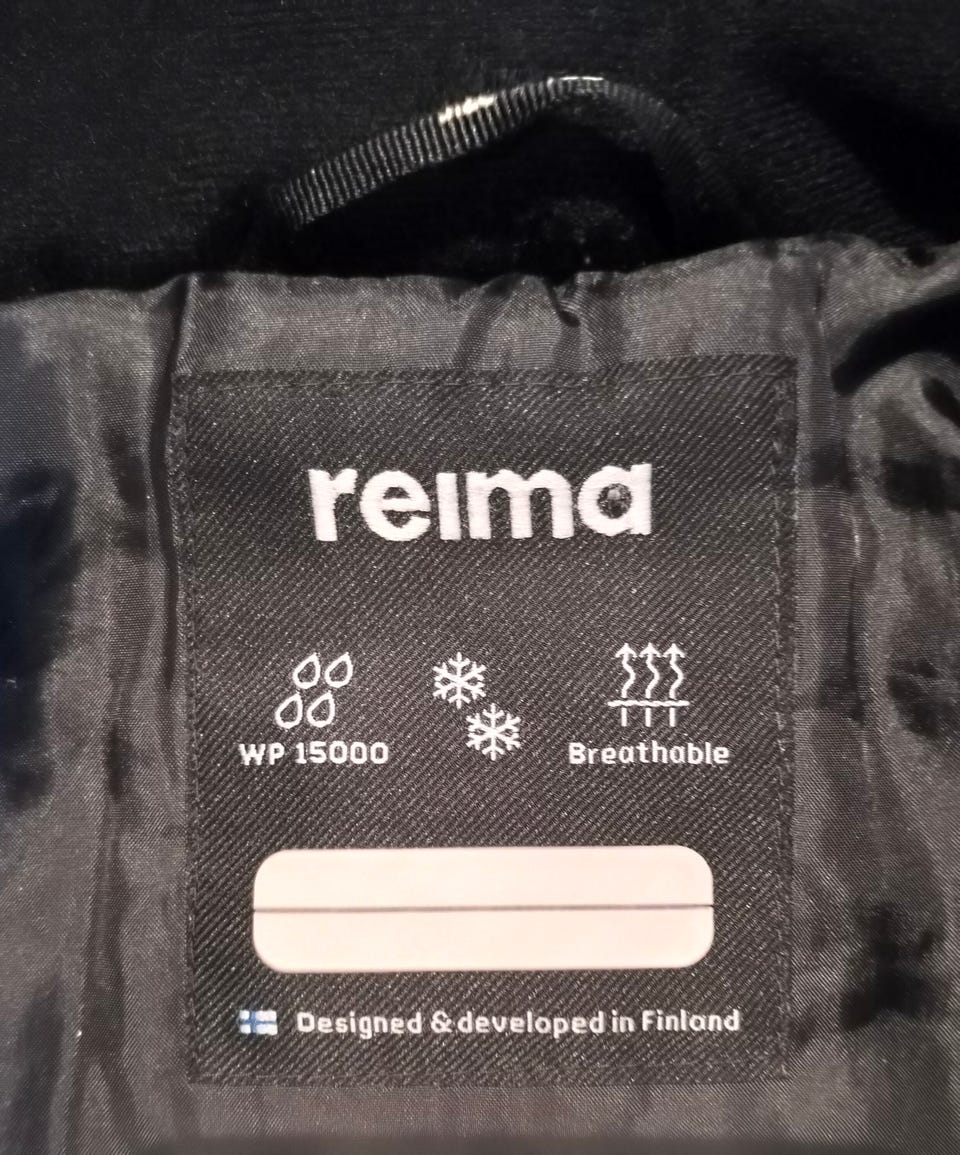 reima
WP 15000
Breathable
Designed & developed in Finland